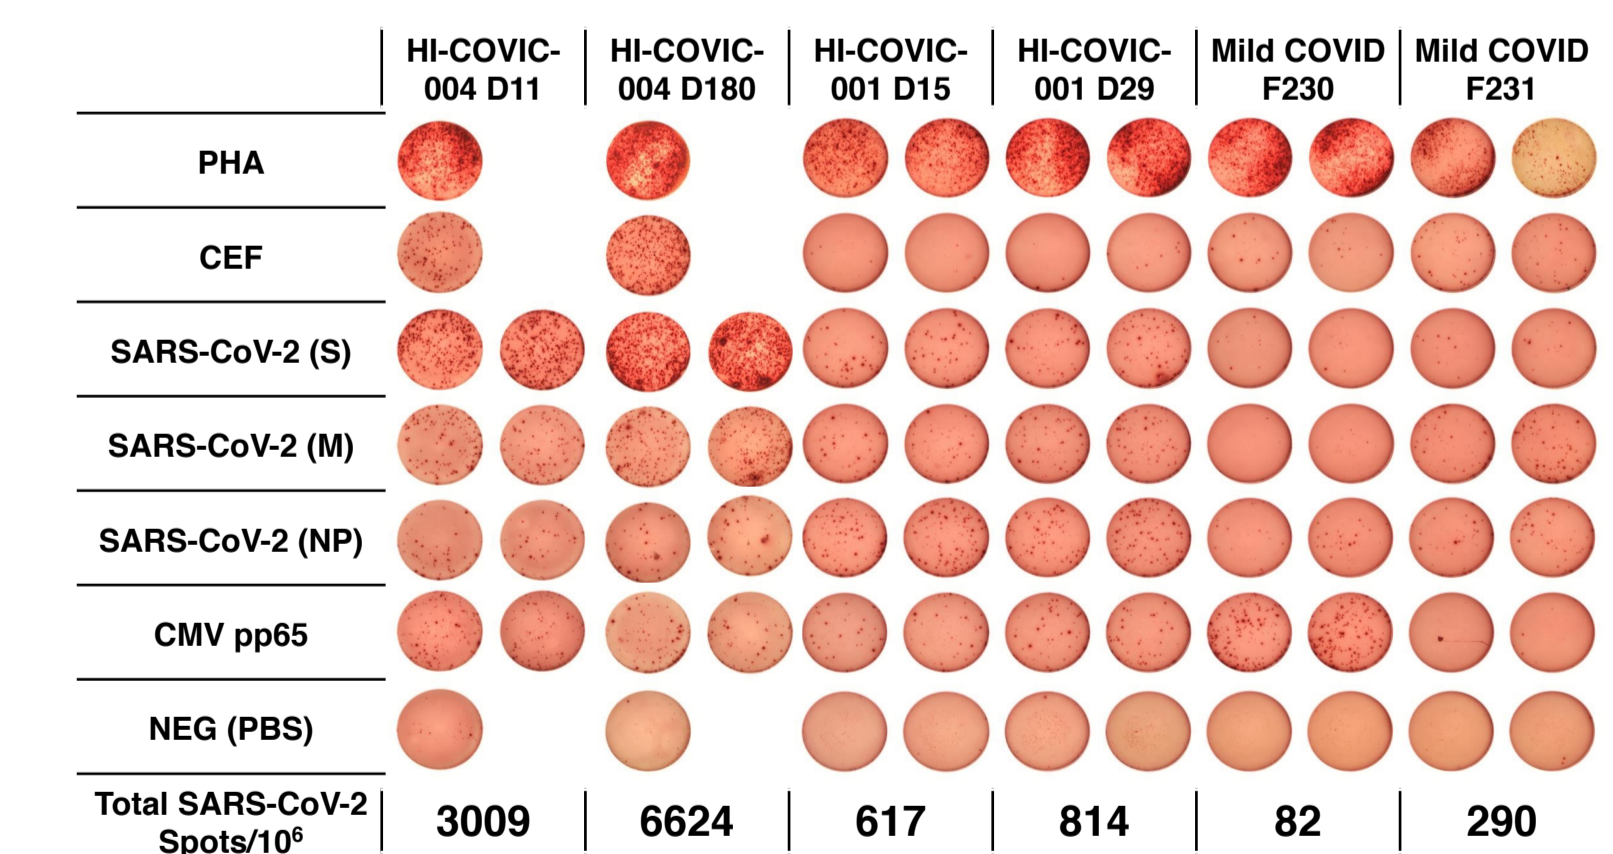 HI-COVIC-
004 D11
HI-COVIC-
004 D180
HI-COVIC-
001 D15
HI-COVIC-
001 D29
Mild COVID
F230
Mild COVID
F231
PHA
CEF
SARS-CoV-2 (S)
SARS-CoV-2 (M)
SARS-CoV-2 (NP)
CMV pp65
NEG (PBS)
Total SARS-CoV-2
Spots/10⁶
3009 6624 617 814 82 290